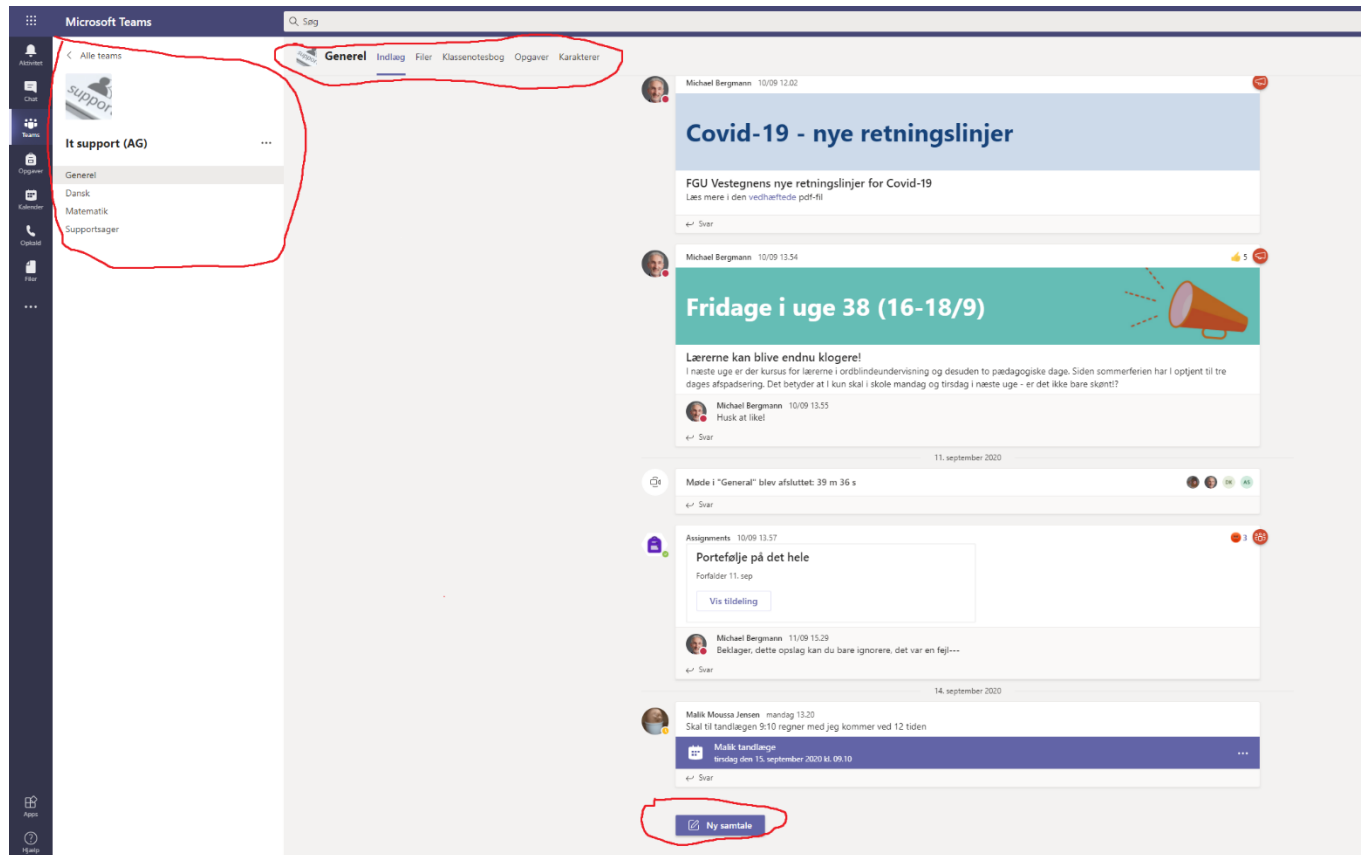 Microsoft Teams
Søg
Aktivitet
Chat
Teams
Opgaver
Kalender
Opkald
Filer
Apps
Hjælp
Alle teams
suppor
It support (AG)
Generel
Dansk
Matematik
Supportsager
Generel Indlæg Filer Klassenotesbog Opgaver Karakterer
Michael Bergmann 10/09 12.02
Covid-19 - nye retningslinjer
FGU Vestegnens nye retningslinjer for Covid-19
Læs mere i den vedhæftede pdf-fil
Svar
Michael Bergmann 10/09 13.54
5
Fridage i uge 38 (16-18/9)
Lærerne kan blive endnu klogere!
I næste uge er der kursus for lærerne i ordblindeundervisning og desuden to pædagogiske dage. Siden sommerferien har I optjent til tre
dages afspadsering. Det betyder at I kun skal i skole mandag og tirsdag i næste uge - er det ikke bare skønt!?
Michael Bergmann 10/09 13.55
Husk at like!
Svar
11. september 2020
Møde i "General" blev afsluttet: 39 m 36 s
AS
Svar
Assignments 10/09 13.57
3
Portefølje på det hele
Forfalder 11. sep
Vis tildeling
Michael Bergmann 11/09 15.29
Beklager, dette opslag kan du bare ignorere, det var en fejl---
Svar
14. september 2020
Malik Moussa Jensen mandag 13.20
Skal til tandlægen 9:10 regner med jeg kommer ved 12 tiden
Malik tandlæge
tirsdag den 15. september 2020 kl. 09.10
Svar
Ny samtale